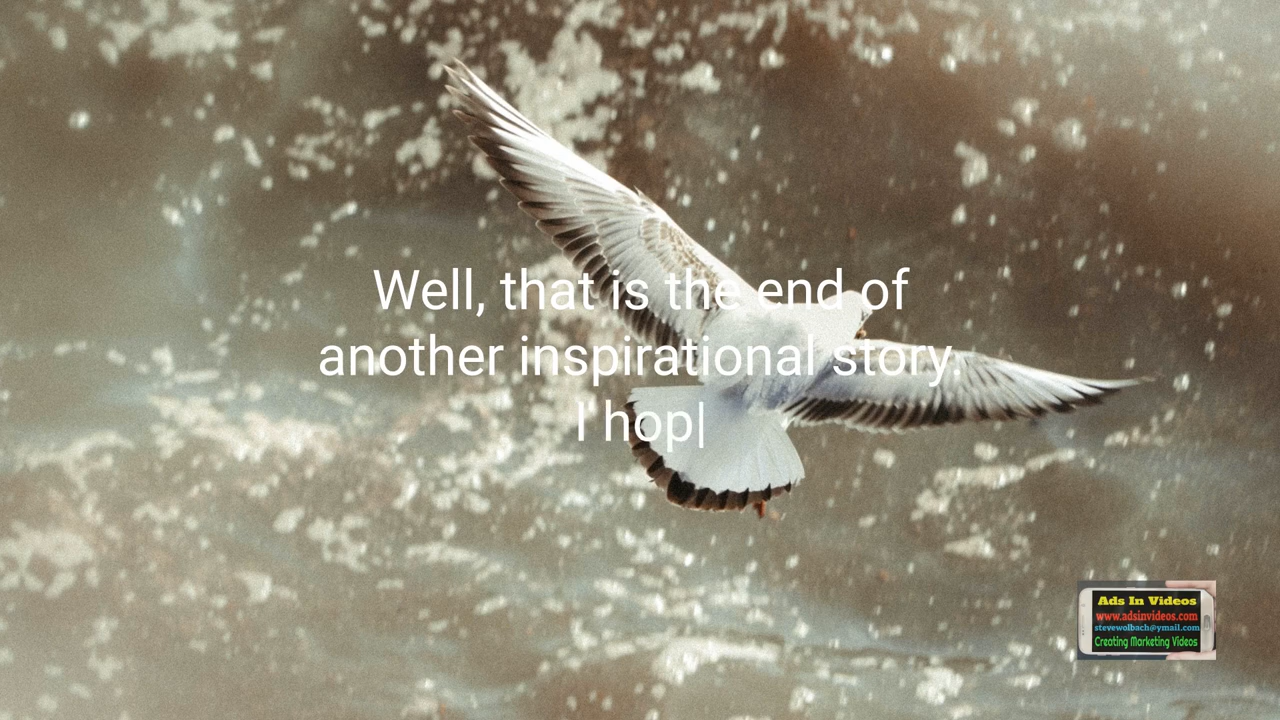 Well, that is the end of
another inspirational story.
I hop|
Ads In Videos
www.adsinvideos.com
stevewolbach@ymail.com
Creating Marketing Videos